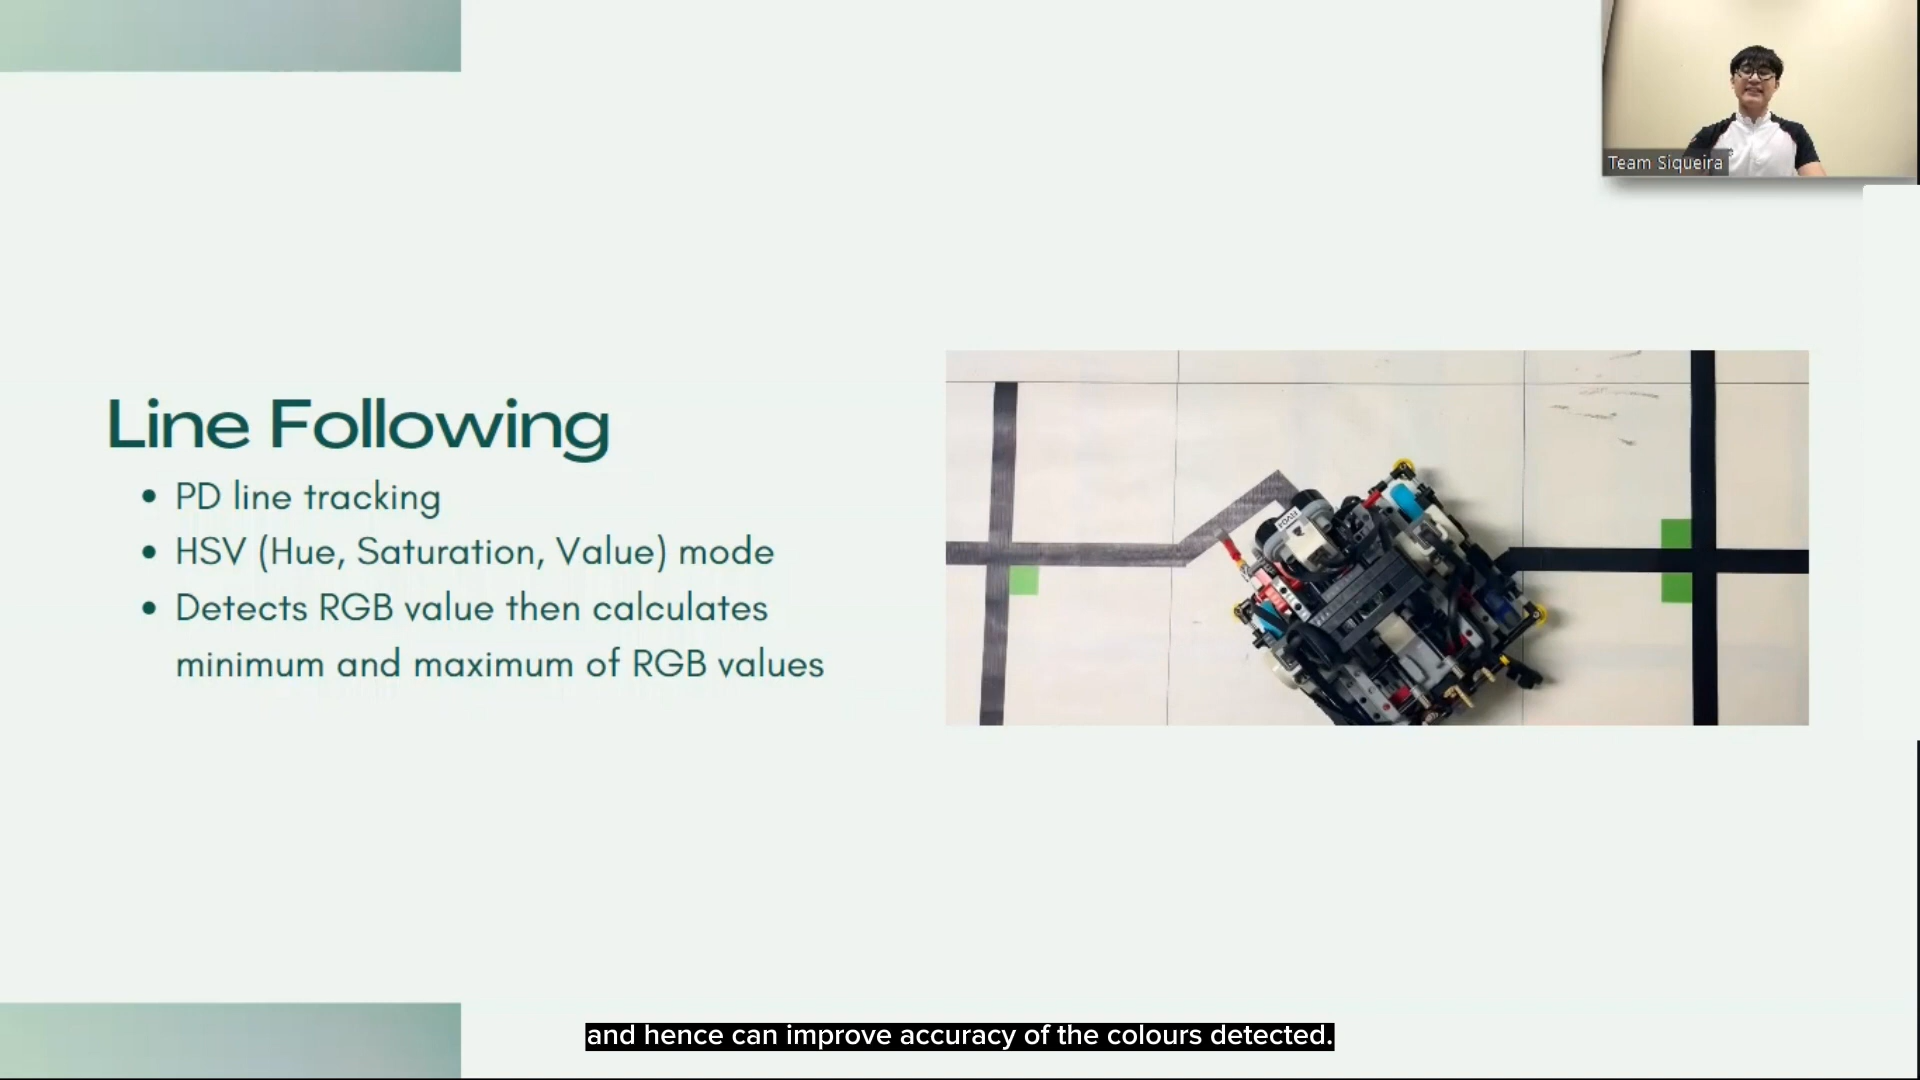 Team Siqueira
Line Following
• PD line tracking
• HSV (Hue, Saturation, Value) mode
• Detects RGB value then calculates
minimum and maximum of RGB values
RV04
and hence can improve accuracy of the colours detected.